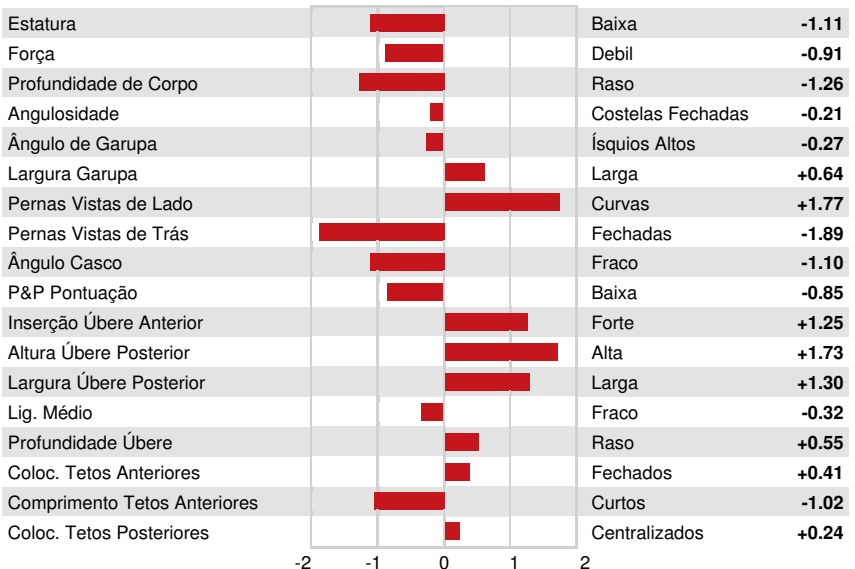 Estatura Baixa -1.11
Força Debil -0.91
Profundidade de Corpo Raso -1.26
Angulosidade Costelas Fechadas -0.21
Ângulo de Garupa Ísquios Altos -0.27
Largura Garupa Larga +0.64
Pernas Vistas de Lado Curvas +1.77
Pernas Vistas de Trás Fechadas -1.89
Ângulo Casco Fraco -1.10
P&P Pontuação Baixa -0.85
Inserção Úbere Anterior Forte +1.25
Altura Úbere Posterior Alta +1.73
Largura Úbere Posterior Larga +1.30
Lig. Médio Fraco -0.32
Profundidade Úbere Raso +0.55
Coloc. Tetos Anteriores Fechados +0.41
Comprimento Tetos Anteriores Curtos -1.02
Coloc. Tetos Posteriores Centralizados +0.24
-2 -1 0 1 2